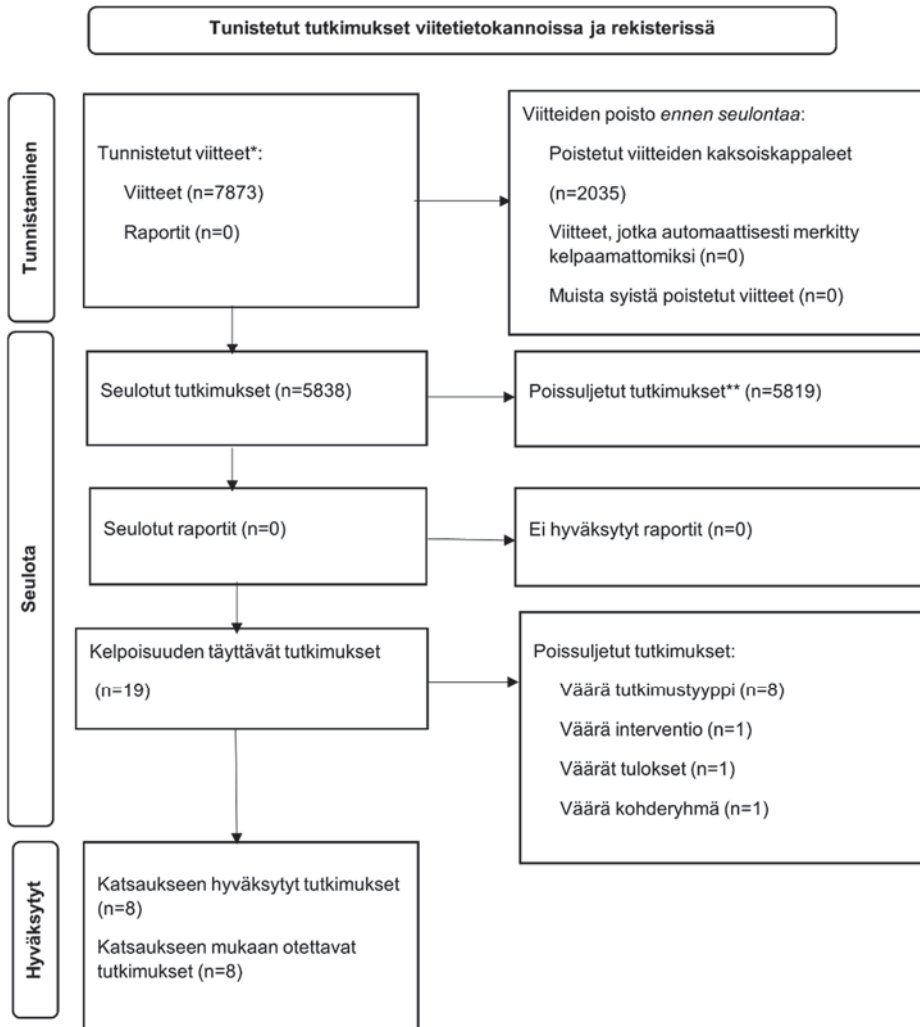 Tunistetut tutkimukset viitetietokannoissa ja rekisterissä
Tunnistaminen
Tunnistetut viitteet*:
Viitteet (n=7873)
Raportit (n=0)
Viitteiden poisto ennen seulontaa:
Poistetut viitteiden kaksoiskappaleet
(n=2035)
Viitteet, jotka automaattisesti merkitty
kelpaamattomiksi (n=0)
Muista syistä poistetut viitteet (n=0)
Seulota
Seulotut tutkimukset (n=5838)
Poissuljetut tutkimukset** (n=5819)
Seulotut raportit (n=0)
Ei hyväksytyt raportit (n=0)
Kelpoisuuden täyttävät tutkimukset
(n=19)
Poissuljetut tutkimukset:
Väärä tutkimustyyppi (n=8)
Väärä interventio (n=1)
Väärät tulokset (n=1)
Väärä kohderyhmä (n=1)
Hyväksytyt
Katsaukseen hyväksytyt tutkimukset
(n=8)
Katsaukseen mukaan otettavat
tutkimukset (n=8)